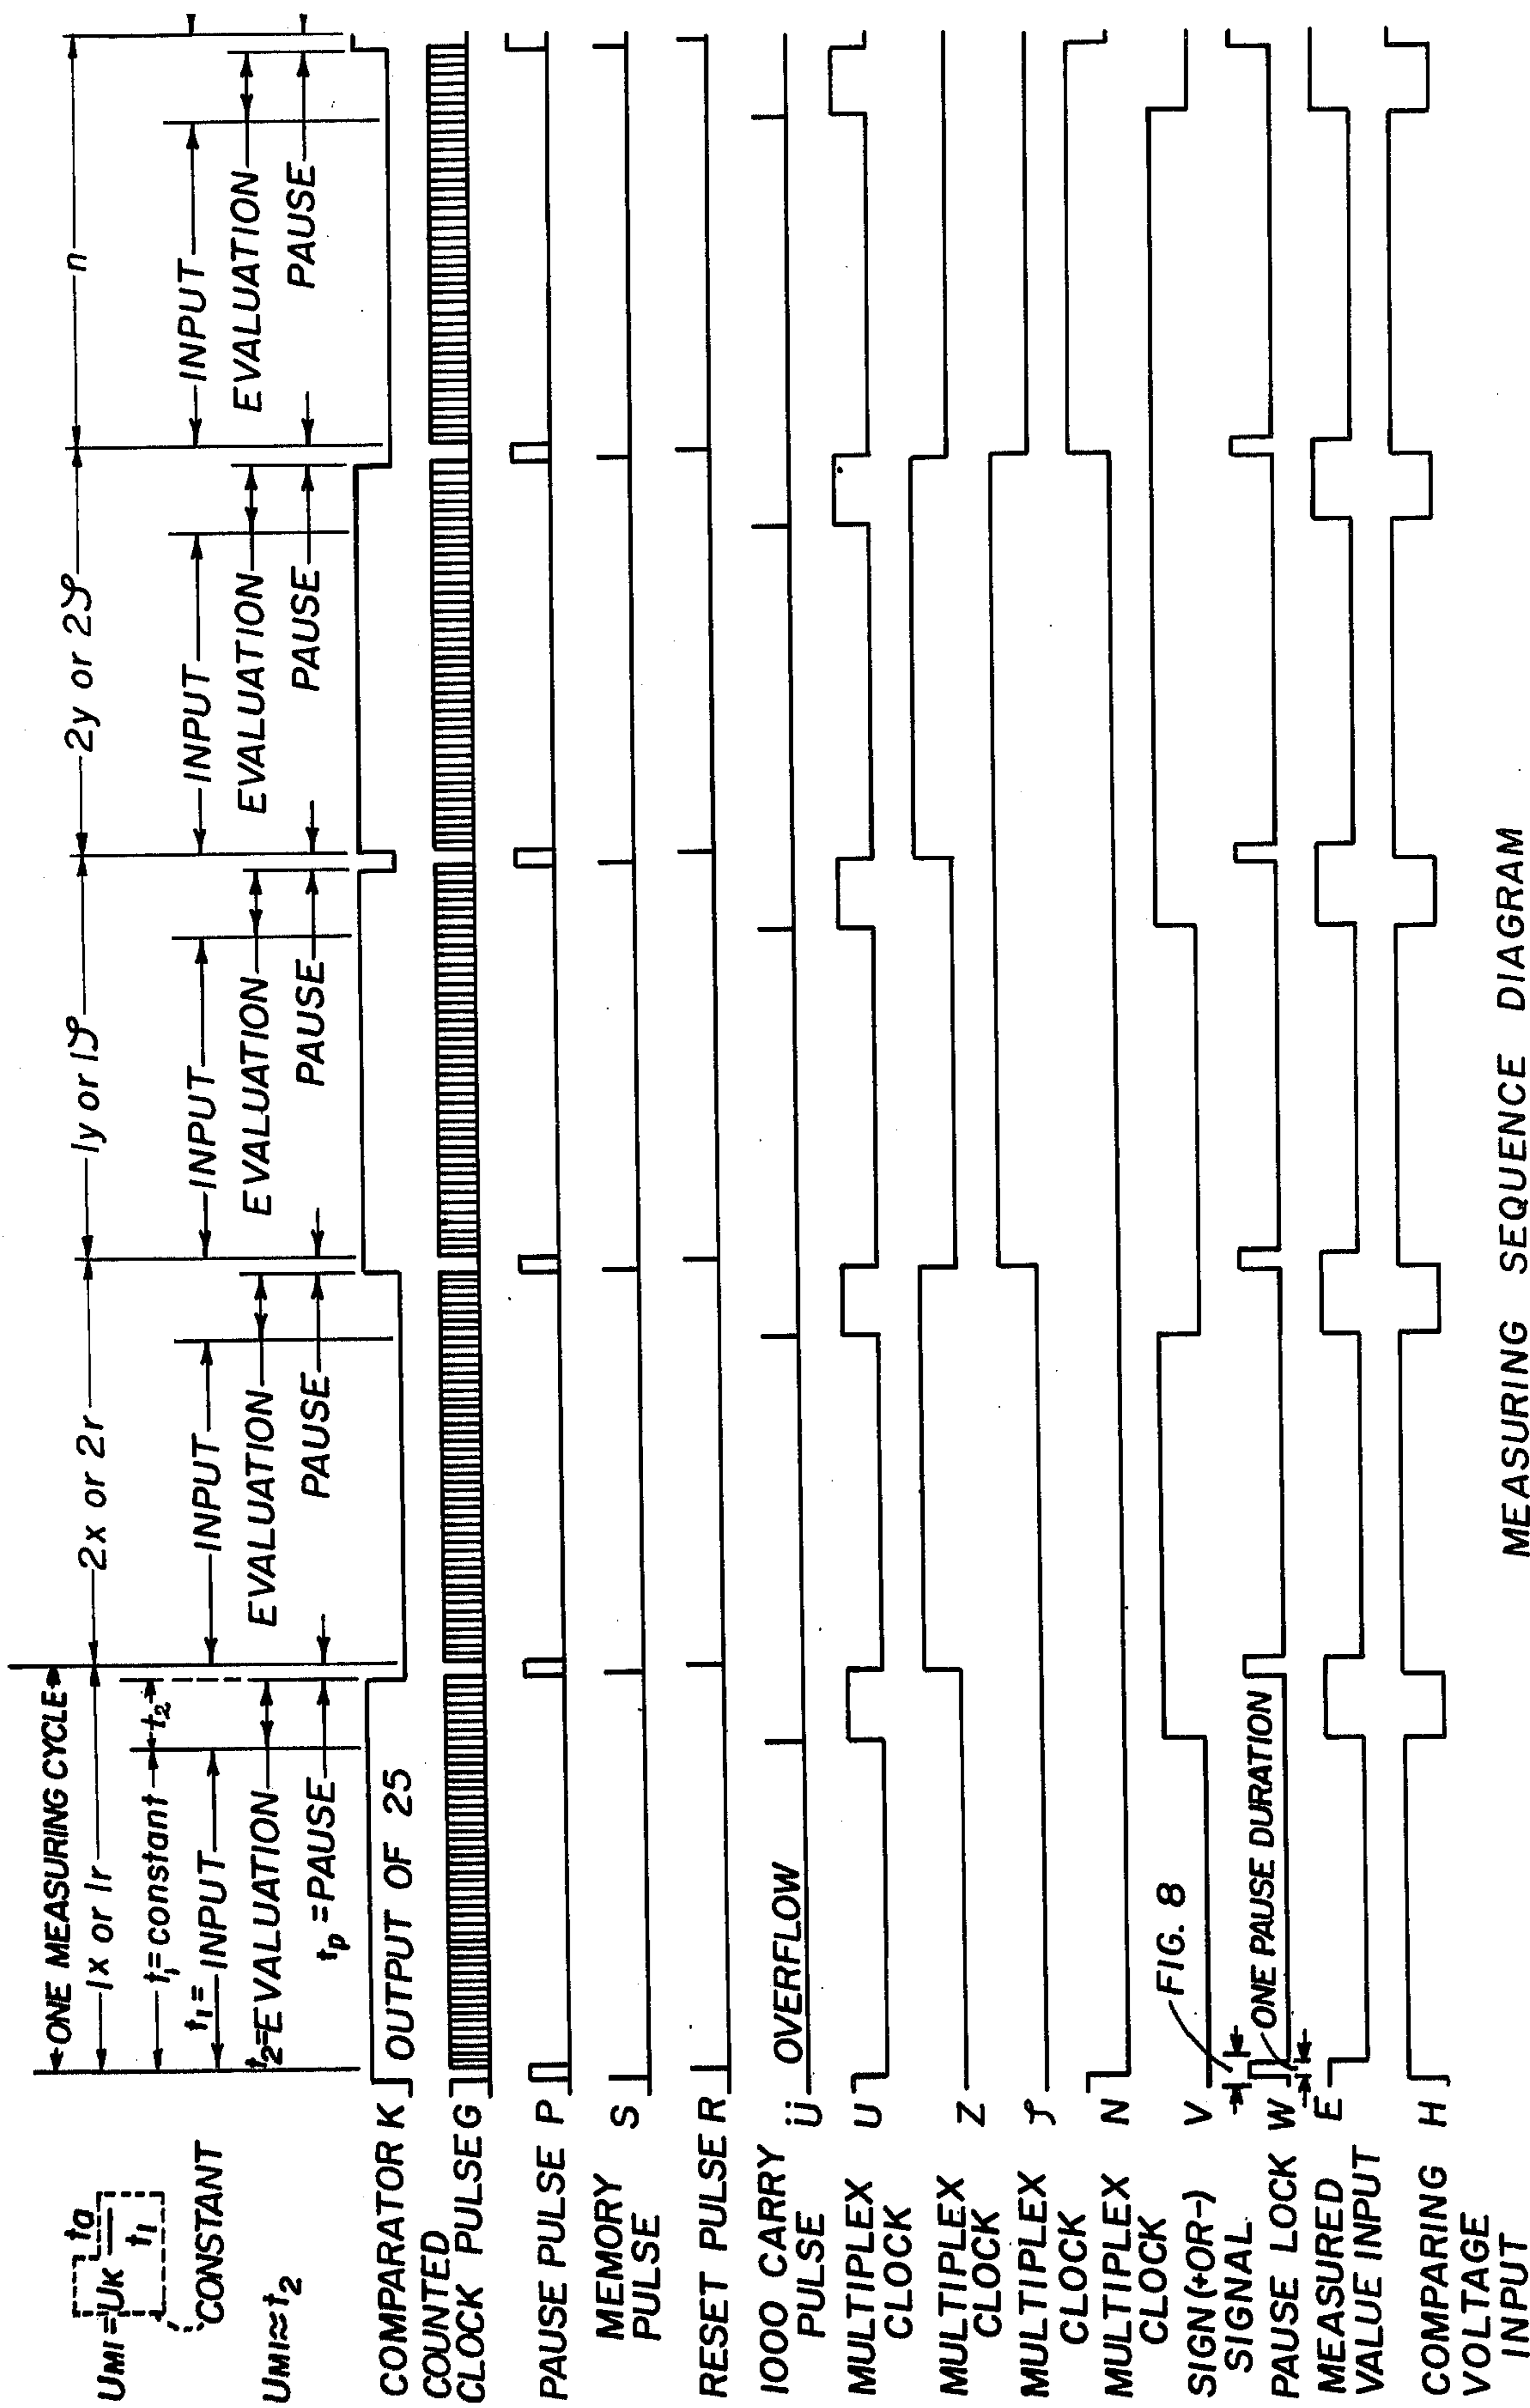 UMI=UK ta/t1
CONSTANT
UMI≈t2
ONE MEASURING CYCLE
1x or 1r
2x or 2r
1y or 1𝒴
2y or 2𝒴
n
t1=constant
t2
t1=INPUT
INPUT
INPUT
INPUT
INPUT
t2=EVALUATION
EVALUATION
EVALUATION
EVALUATION
EVALUATION
tp=PAUSE
PAUSE
PAUSE
PAUSE
PAUSE
COMPARATOR K
OUTPUT OF 25
COUNTED
CLOCK PULSE G
PAUSE PULSE P
MEMORY S
PULSE
RESET PULSE R
1000 CARRY Ü
PULSE
OVERFLOW
MULTIPLEX U
CLOCK
MULTIPLEX Z
CLOCK
MULTIPLEX
CLOCK
MULTIPLEX N
CLOCK
SIGN (+OR-) V
SIGNAL
FIG. 8
PAUSE LOCK W
ONE PAUSE DURATION
MEASURED E
VALUE INPUT
COMPARING H
VOLTAGE
INPUT
MEASURING SEQUENCE DIAGRAM